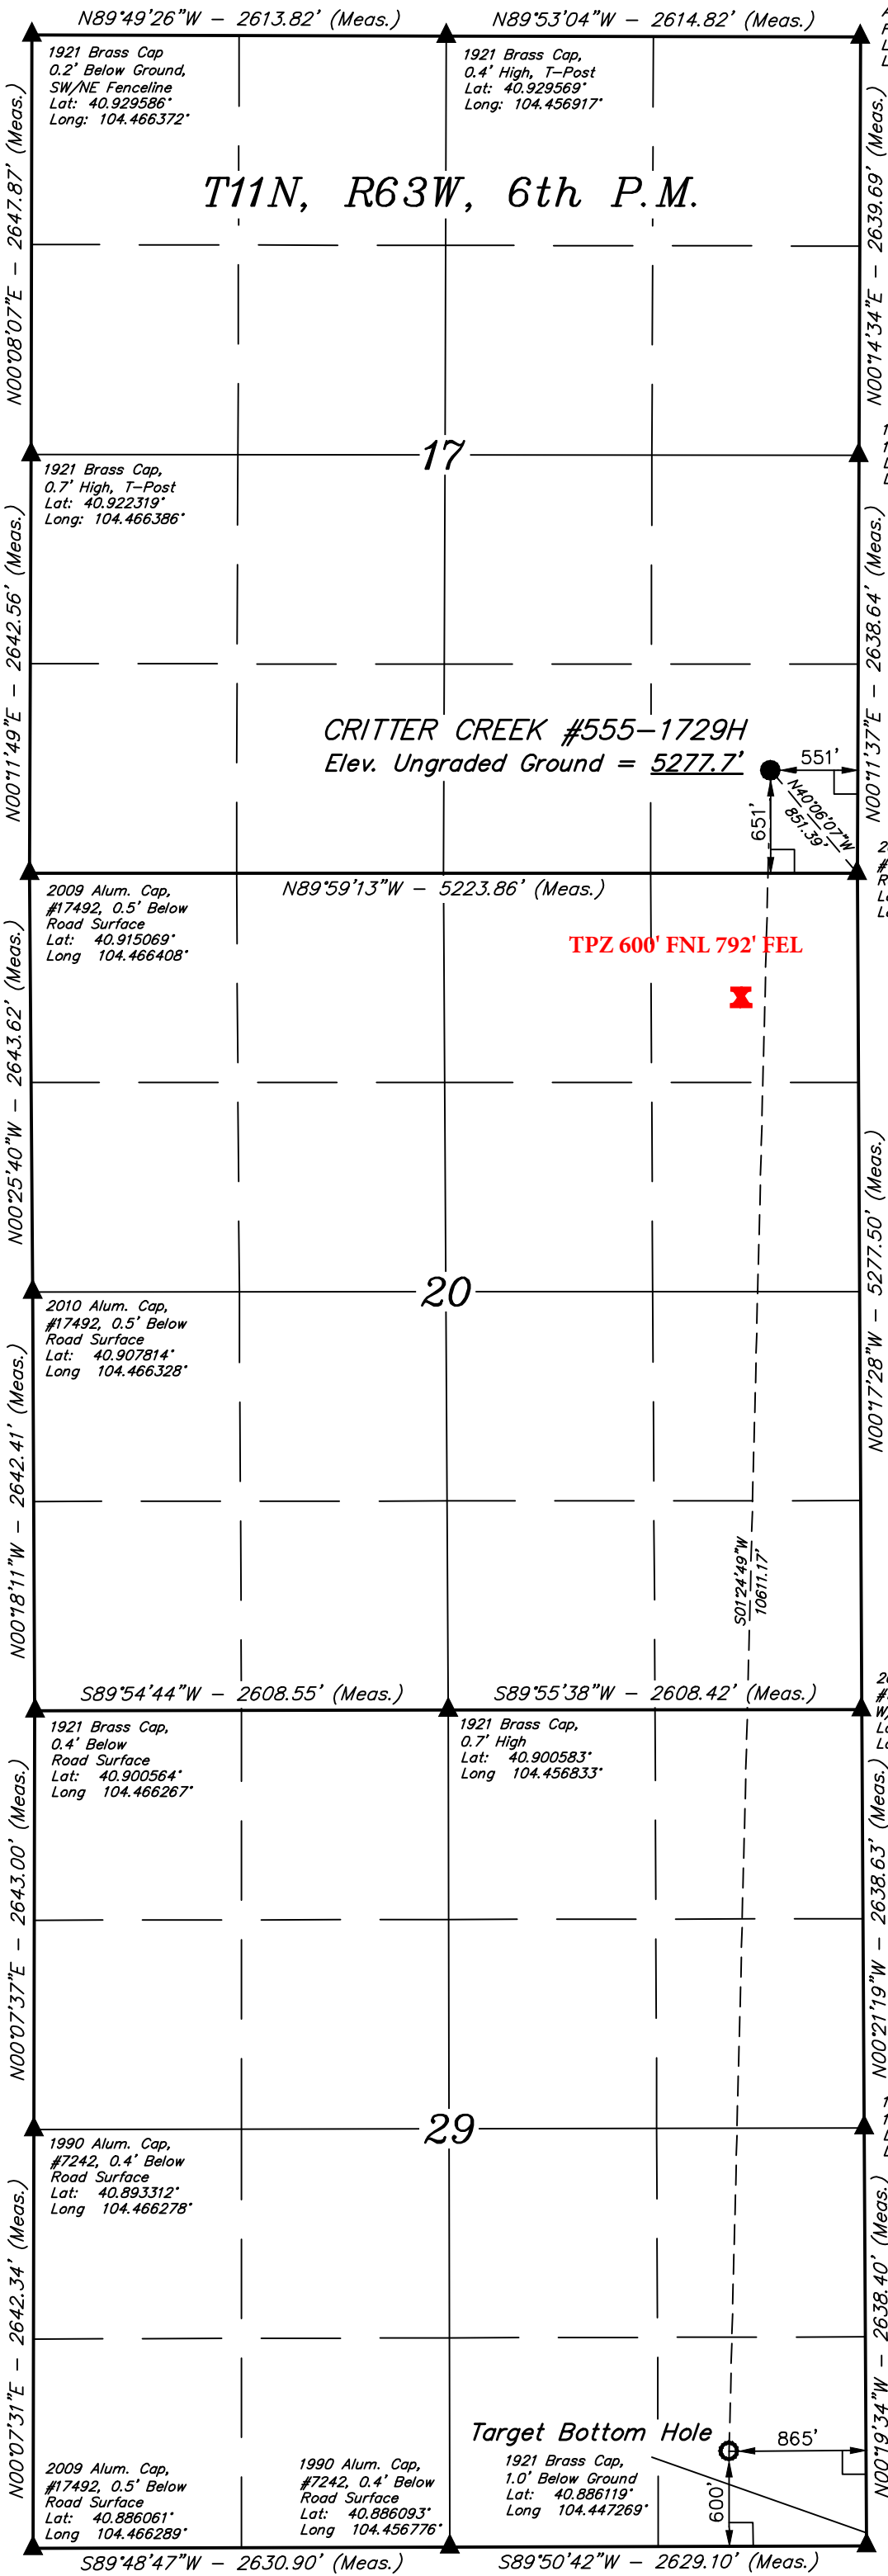 N89°49'26"W - 2613.82' (Meas.)
N89°53'04"W - 2614.82' (Meas.)
1921 Brass Cap
0.2' Below Ground,
SW/NE Fenceline
Lat: 40.929586°
Long: 104.466372°
1921 Brass Cap,
0.4' High, T-Post
Lat: 40.929569°
Long: 104.456917°
N00°08'07"E - 2647.87' (Meas.)
N00°14'34"E - 2639.69' (Meas.)
T11N, R63W, 6th P.M.
17
1921 Brass Cap,
0.7' High, T-Post
Lat: 40.922319°
Long: 104.466386°
N00°11'49"E - 2642.56' (Meas.)
N00°11'37"E - 2638.64' (Meas.)
CRITTER CREEK #555-1729H
Elev. Ungraded Ground = 5277.7'
551'
651'
N40°06'07"W
851.39'
N89°59'13"W - 5223.86' (Meas.)
2009 Alum. Cap,
#17492, 0.5' Below
Road Surface
Lat: 40.915069°
Long 104.466408°
TPZ 600' FNL 792' FEL
N00°25'40"W - 2643.62' (Meas.)
N00°17'28"W - 5277.50' (Meas.)
20
2010 Alum. Cap,
#17492, 0.5' Below
Road Surface
Lat: 40.907814°
Long 104.466328°
N00°18'11"W - 2642.41' (Meas.)
S01°24'49"W
10611.17'
S89°54'44"W - 2608.55' (Meas.)
S89°55'38"W - 2608.42' (Meas.)
1921 Brass Cap,
0.4' Below
Road Surface
Lat: 40.900564°
Long 104.466267°
1921 Brass Cap,
0.7' High
Lat: 40.900583°
Long 104.456833°
N00°07'37"E - 2643.00' (Meas.)
N00°21'19"W - 2638.63' (Meas.)
29
1990 Alum. Cap,
#7242, 0.4' Below
Road Surface
Lat: 40.893312°
Long 104.466278°
N00°07'31"E - 2642.34' (Meas.)
N00°19'34"W - 2638.40' (Meas.)
Target Bottom Hole
865'
600'
1921 Brass Cap,
1.0' Below Ground
Lat: 40.886119°
Long 104.447269°
2009 Alum. Cap,
#17492, 0.5' Below
Road Surface
Lat: 40.886061°
Long 104.466289°
1990 Alum. Cap,
#7242, 0.4' Below
Road Surface
Lat: 40.886093°
Long 104.456776°
S89°48'47"W - 2630.90' (Meas.)
S89°50'42"W - 2629.10' (Meas.)